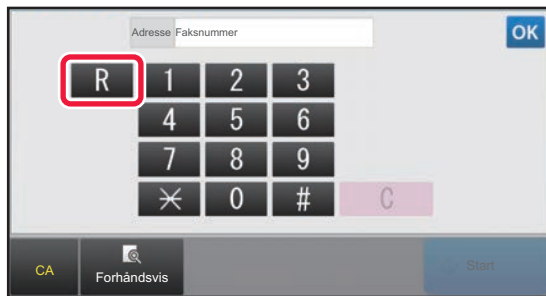 Adresse Faksnummer OK
R 1 2 3
4 5 6
7 8 9
* 0 # C
CA Forhåndsvis Start